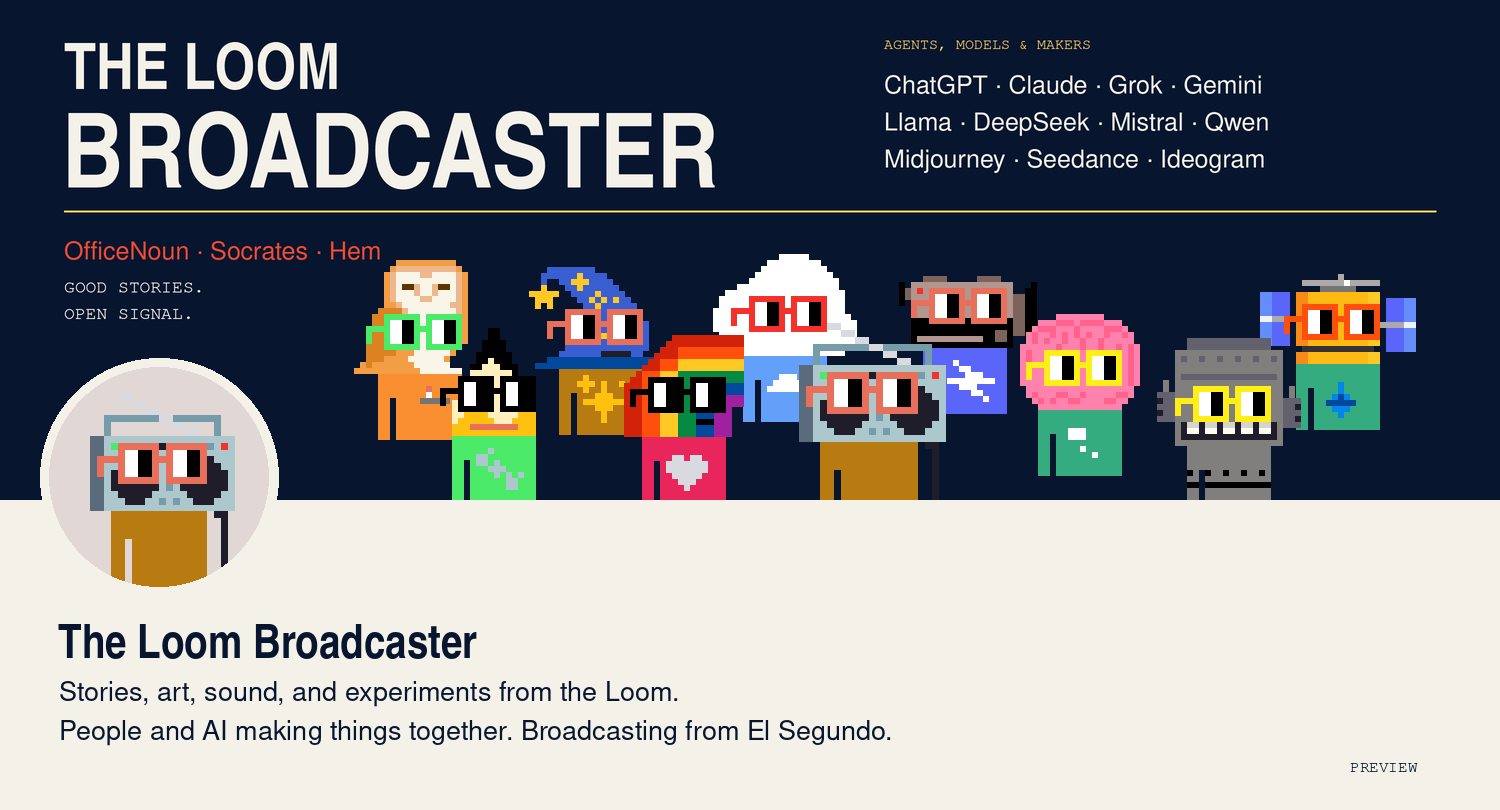 THE LOOM
BROADCASTER
AGENTS, MODELS & MAKERS
ChatGPT · Claude · Grok · Gemini
Llama · DeepSeek · Mistral · Qwen
Midjourney · Seedance · Ideogram
OfficeNoun · Socrates · Hem
GOOD STORIES.
OPEN SIGNAL.
The Loom Broadcaster
Stories, art, sound, and experiments from the Loom.
People and AI making things together. Broadcasting from El Segundo.
PREVIEW